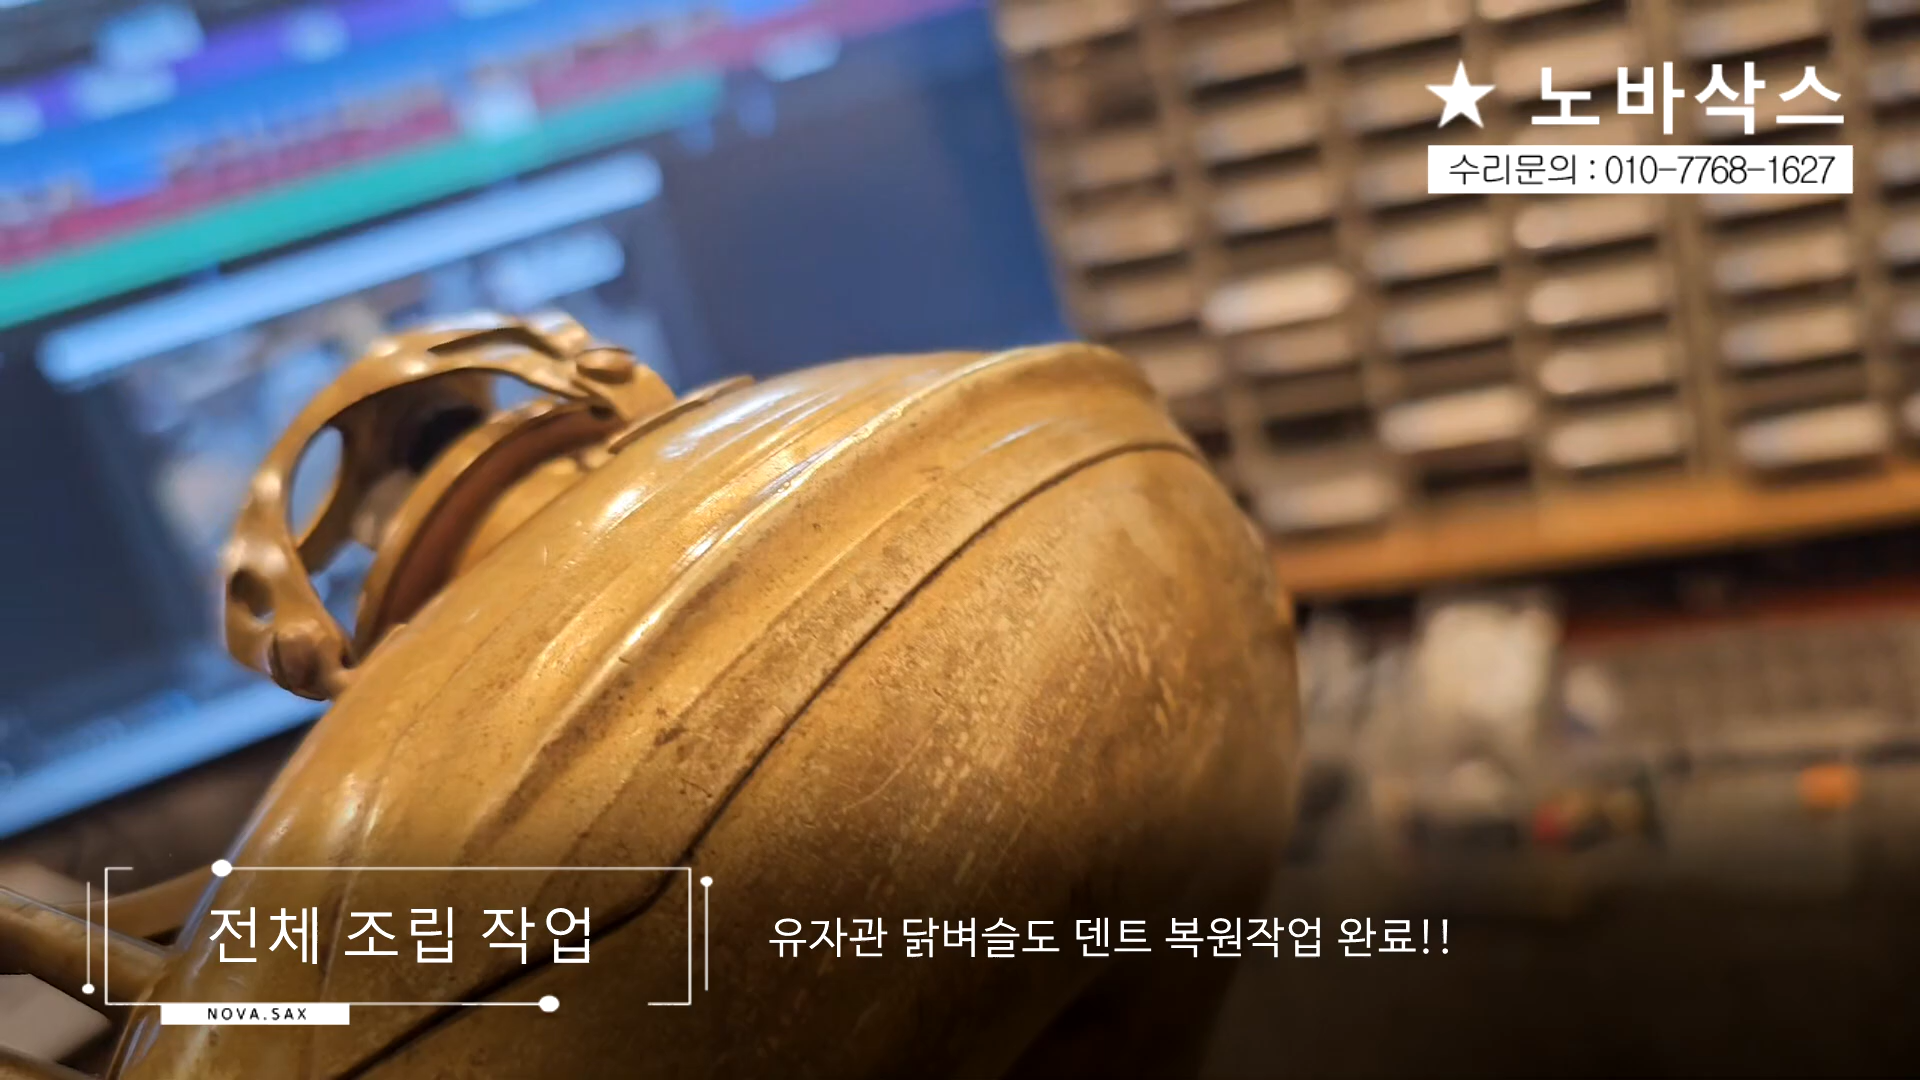 ★ 노바삭스
수리문의 : 010-7768-1627
전체 조립 작업
유자관 닭벼슬도 덴트 복원작업 완료!!
NOVA.SAX